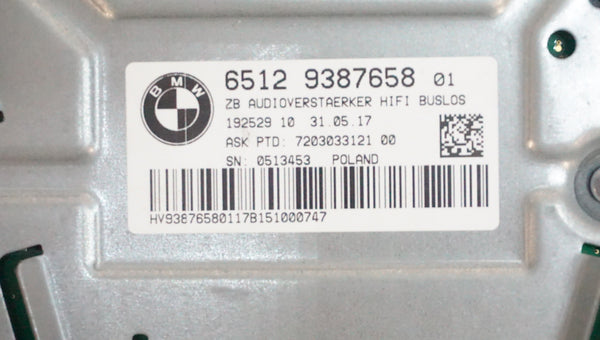 BMW
6512 9387658 01
ZB AUDIOVERSTAERKER HIFI BUSLOS
192529 10 31.05.17
ASK PTD: 7203033121 00
SN: 0513453 POLAND
HV93876580117B151000747